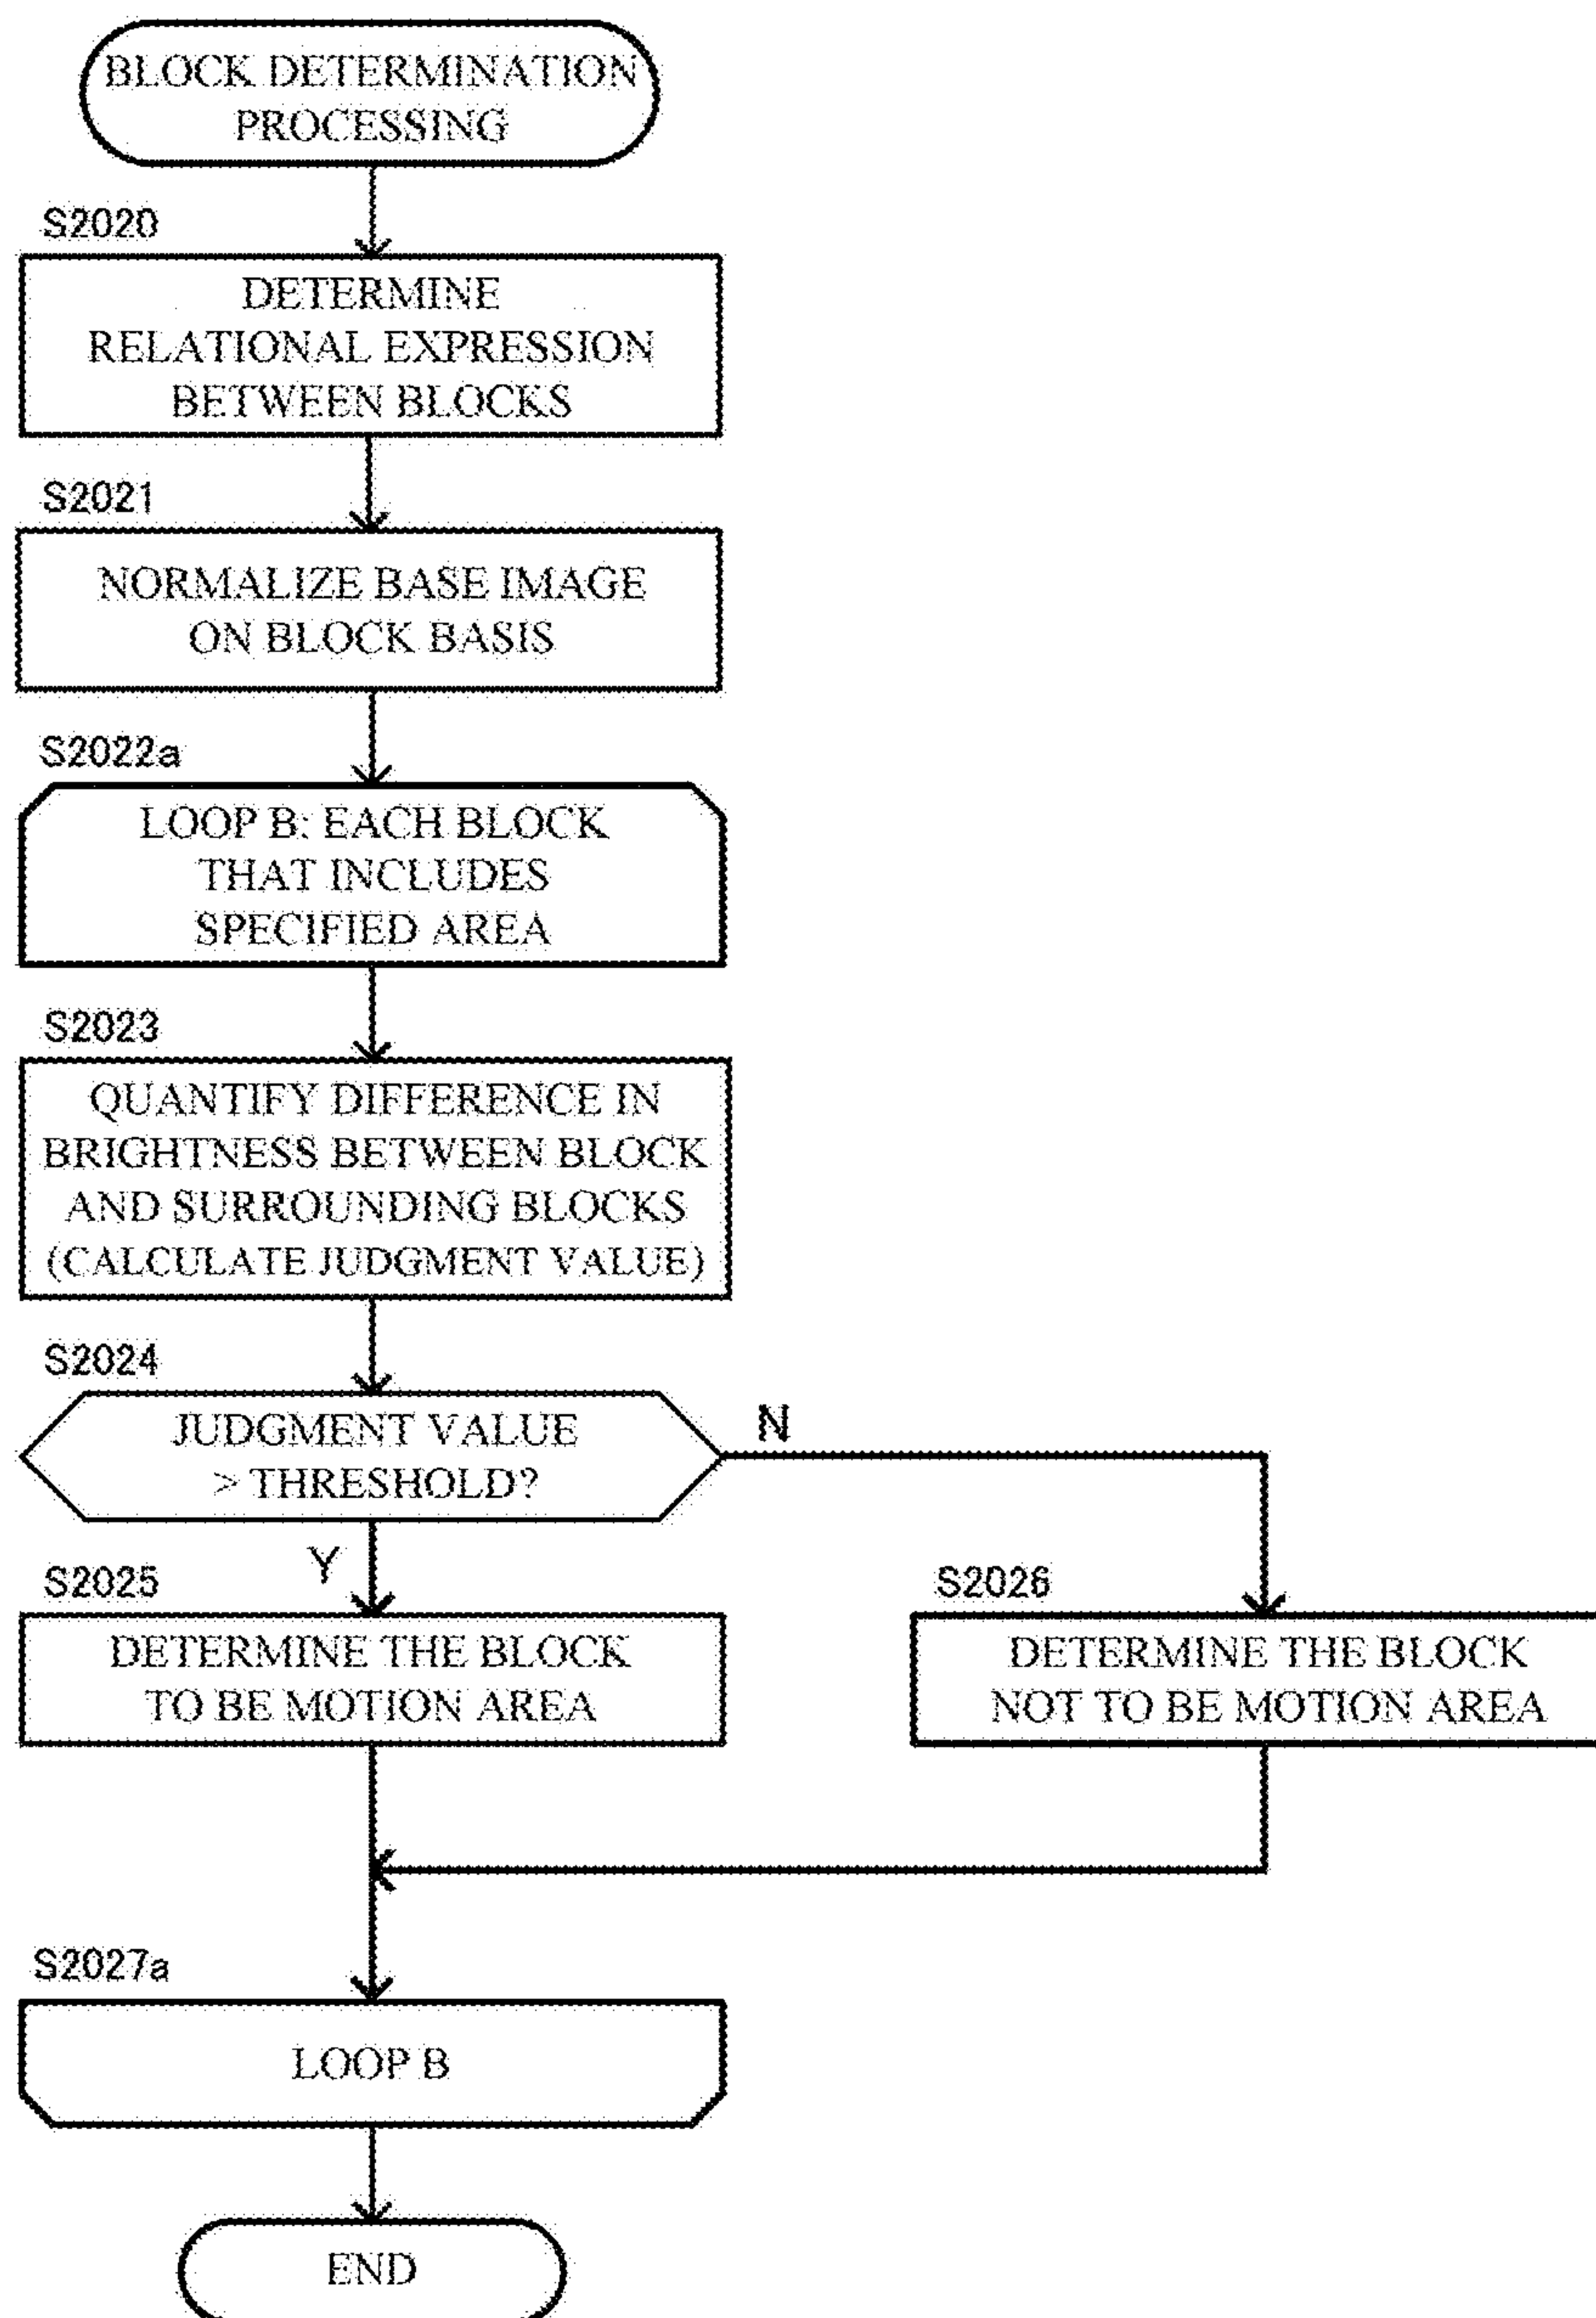 BLOCK DETERMINATION
PROCESSING
S2020
DETERMINE
RELATIONAL EXPRESSION
BETWEEN BLOCKS
S2021
NORMALIZE BASE IMAGE
ON BLOCK BASIS
S2022a
LOOP B: EACH BLOCK
THAT INCLUDES
SPECIFIED AREA
S2023
QUANTIFY DIFFERENCE IN
BRIGHTNESS BETWEEN BLOCK
AND SURROUNDING BLOCKS
(CALCULATE JUDGMENT VALUE)
S2024
JUDGMENT VALUE
> THRESHOLD?
N
Y
S2025
DETERMINE THE BLOCK
TO BE MOTION AREA
S2026
DETERMINE THE BLOCK
NOT TO BE MOTION AREA
S2027a
LOOP B
END